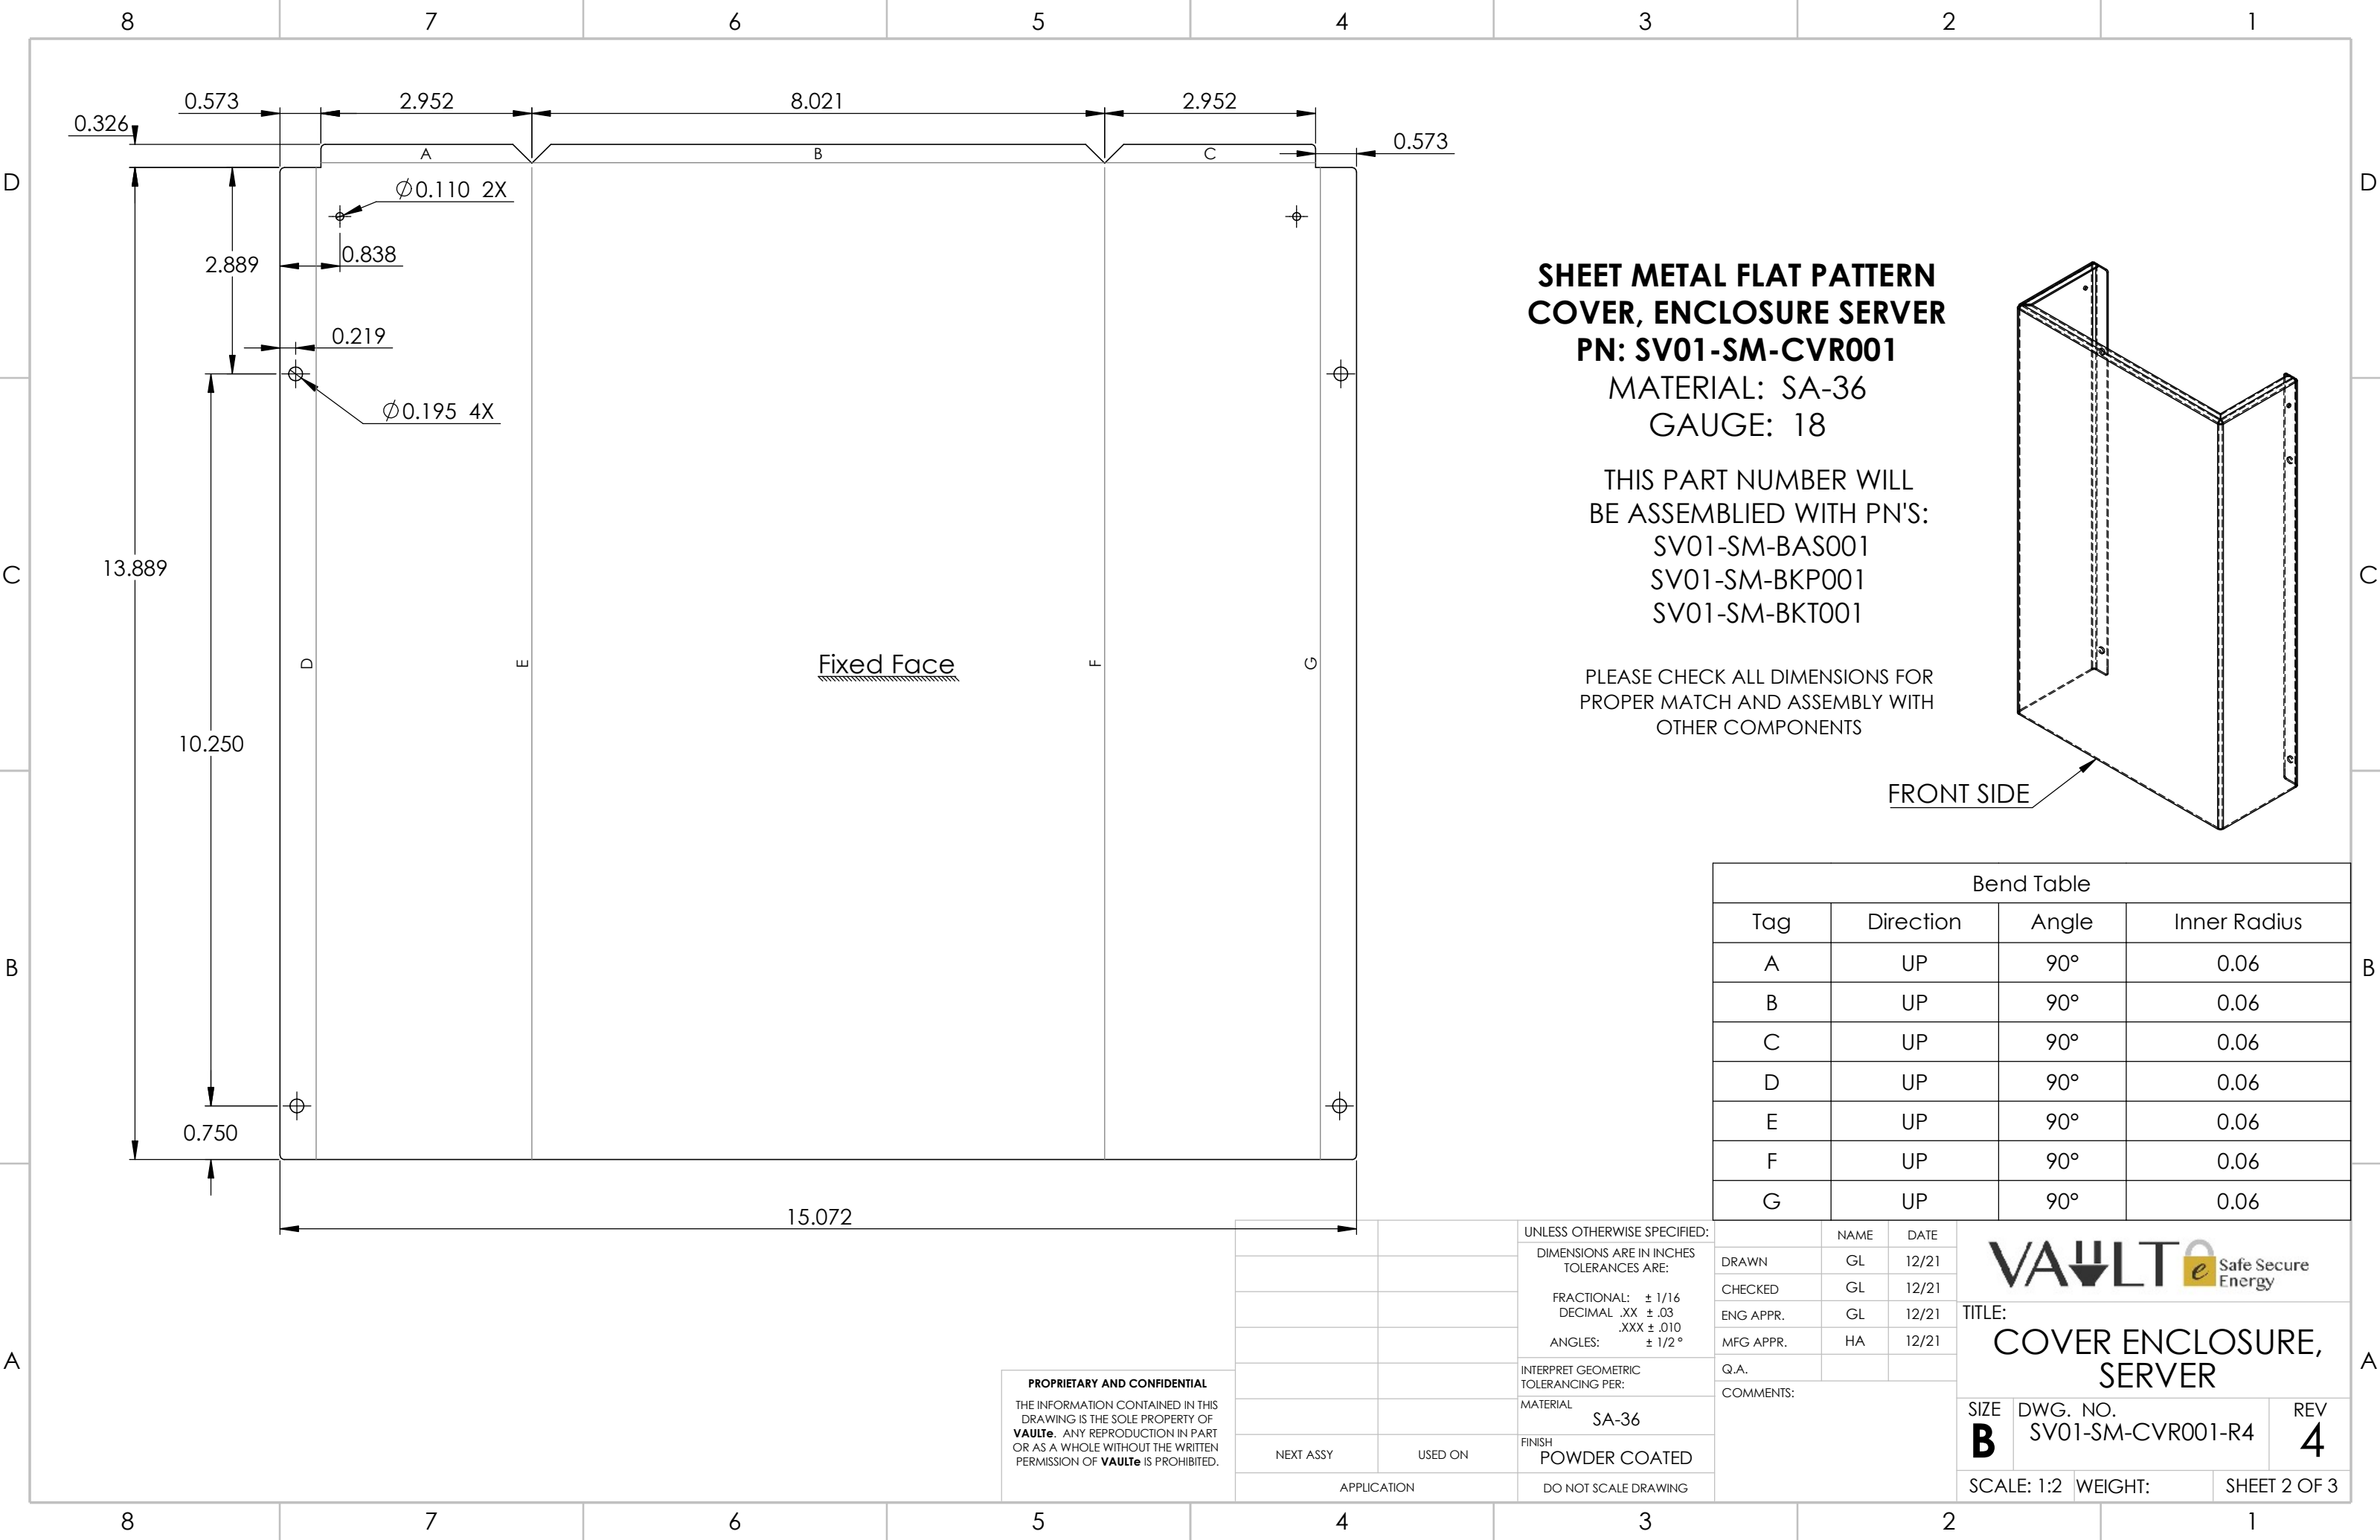 8 7 6 5 4 3 2 1
0.573 2.952 8.021 2.952
0.326
0.573
A B C
D D
⌀0.110 2X
0.838
2.889
0.219
⌀0.195 4X
SHEET METAL FLAT PATTERN
COVER, ENCLOSURE SERVER
PN: SV01-SM-CVR001
MATERIAL: SA-36
GAUGE: 18
THIS PART NUMBER WILL
BE ASSEMBLIED WITH PN'S:
SV01-SM-BAS001
SV01-SM-BKP001
SV01-SM-BKT001
PLEASE CHECK ALL DIMENSIONS FOR
PROPER MATCH AND ASSEMBLY WITH
OTHER COMPONENTS
FRONT SIDE
C C
13.889
D E Fixed Face F G
10.250
0.750
15.072
Bend Table
Tag Direction Angle Inner Radius
A UP 90° 0.06
B UP 90° 0.06
C UP 90° 0.06
D UP 90° 0.06
E UP 90° 0.06
F UP 90° 0.06
G UP 90° 0.06
B B
UNLESS OTHERWISE SPECIFIED:
DIMENSIONS ARE IN INCHES
TOLERANCES ARE:
FRACTIONAL: ± 1/16
DECIMAL .XX ± .03
.XXX ± .010
ANGLES: ± 1/2 °
INTERPRET GEOMETRIC
TOLERANCING PER:
MATERIAL
SA-36
FINISH
POWDER COATED
DO NOT SCALE DRAWING
NAME DATE
DRAWN GL 12/21
CHECKED GL 12/21
ENG APPR. GL 12/21
MFG APPR. HA 12/21
Q.A.
COMMENTS:
VAULT e Safe Secure
Energy
TITLE:
COVER ENCLOSURE,
SERVER
SIZE DWG. NO. REV
B SV01-SM-CVR001-R4 4
SCALE: 1:2 WEIGHT: SHEET 2 OF 3
PROPRIETARY AND CONFIDENTIAL
THE INFORMATION CONTAINED IN THIS
DRAWING IS THE SOLE PROPERTY OF
VAULTe. ANY REPRODUCTION IN PART
OR AS A WHOLE WITHOUT THE WRITTEN
PERMISSION OF VAULTe IS PROHIBITED.
NEXT ASSY USED ON
APPLICATION
A A
8 7 6 5 4 3 2 1